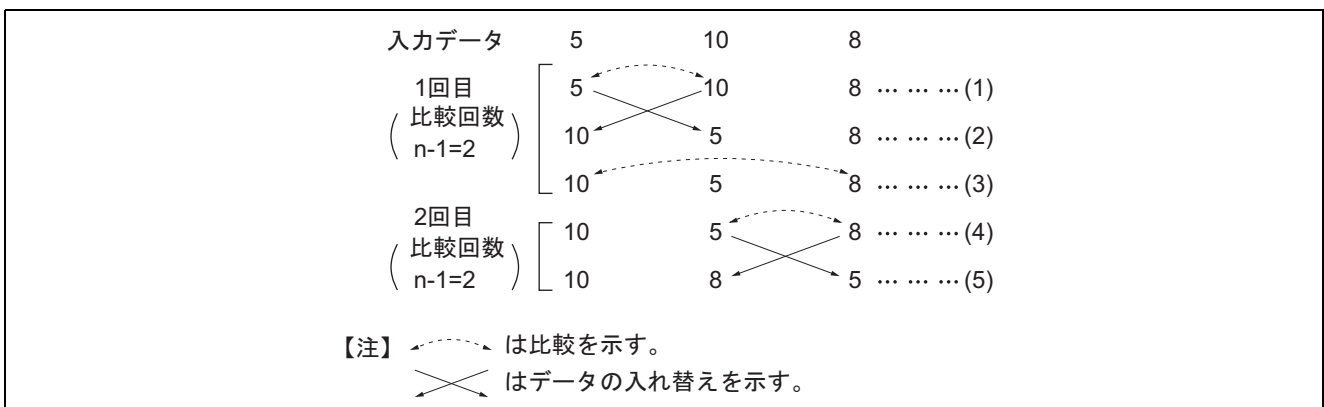 入力データ 5 10 8
1回目
(比較回数
n-1=2)
5 10 8 … … … (1)
10 5 8 … … … (2)
10 5 8 … … … (3)
2回目
(比較回数
n-1=2)
10 5 8 … … … (4)
10 8 5 … … … (5)
【注】 は比較を示す。
はデータの入れ替えを示す。